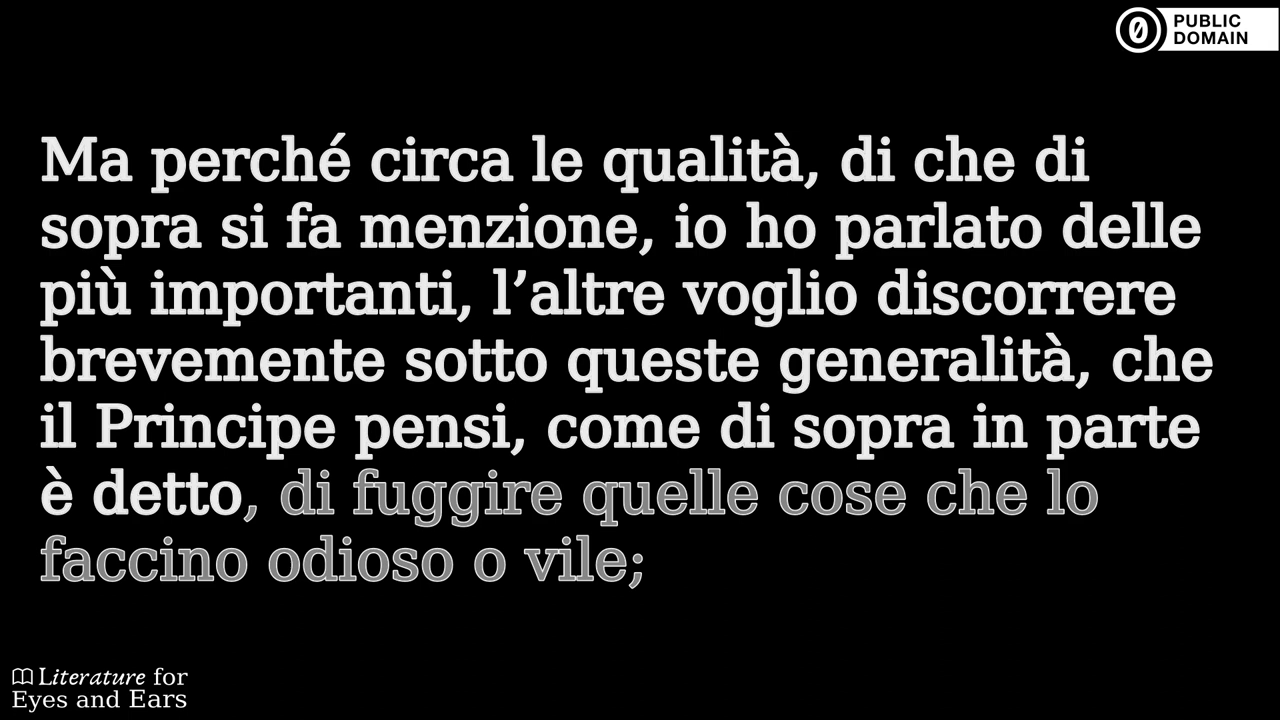 PUBLIC
DOMAIN
Ma perché circa le qualità, di che di
sopra si fa menzione, io ho parlato delle
più importanti, l’altre voglio discorrere
brevemente sotto queste generalità, che
il Principe pensi, come di sopra in parte
è detto, di fuggire quelle cose che lo
faccino odioso o vile;
Literature for
Eyes and Ears